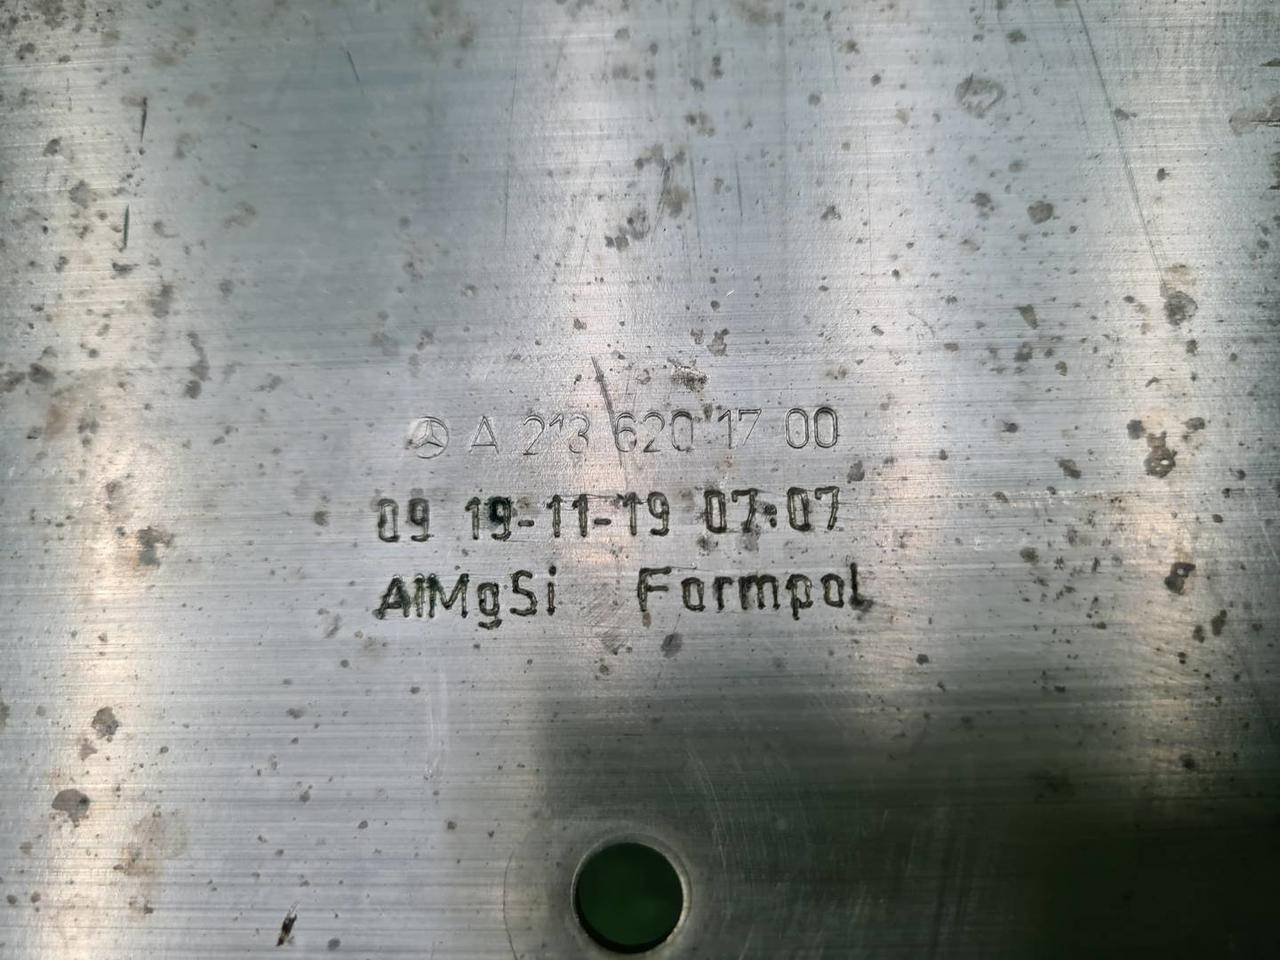 A 213 620 17 00
09 19-11-19 07:07
AlMgSi Formpol